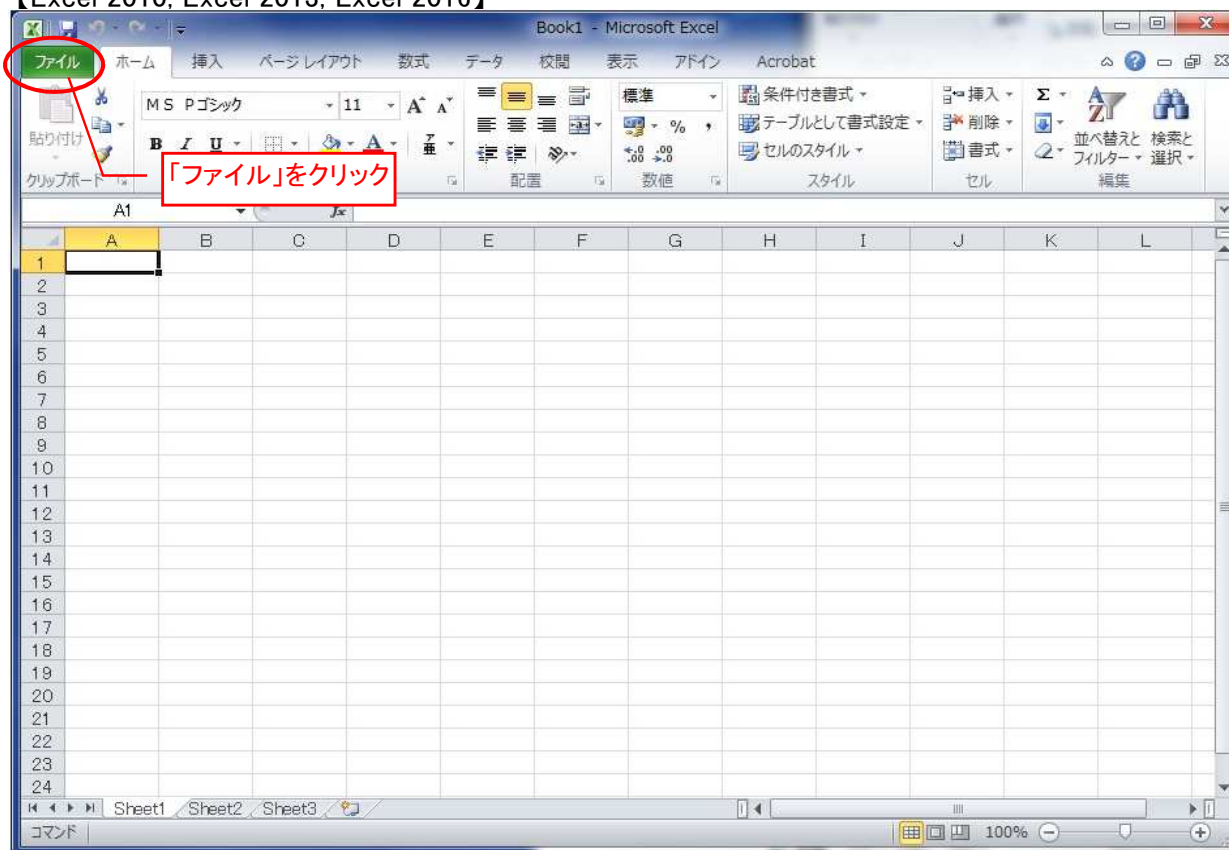 【Excel 2010, Excel 2013, Excel 2016】
Book1 - Microsoft Excel
ファイル ホーム 挿入 ページ レイアウト 数式 データ 校閲 表示 アドイン Acrobat
貼り付け
クリップボード
ＭＳ Ｐゴシック 11
B I U A
亜
「ファイル」をクリック
配置
標準
% ,
数値
条件付き書式
テーブルとして書式設定
セルのスタイル
スタイル
挿入
削除
書式
セル
Σ
並べ替えと
フィルター
検索と
選択
編集
A1 fx
A B C D E F G H I J K L
1
2
3
4
5
6
7
8
9
10
11
12
13
14
15
16
17
18
19
20
21
22
23
24
Sheet1 Sheet2 Sheet3
コマンド 100%